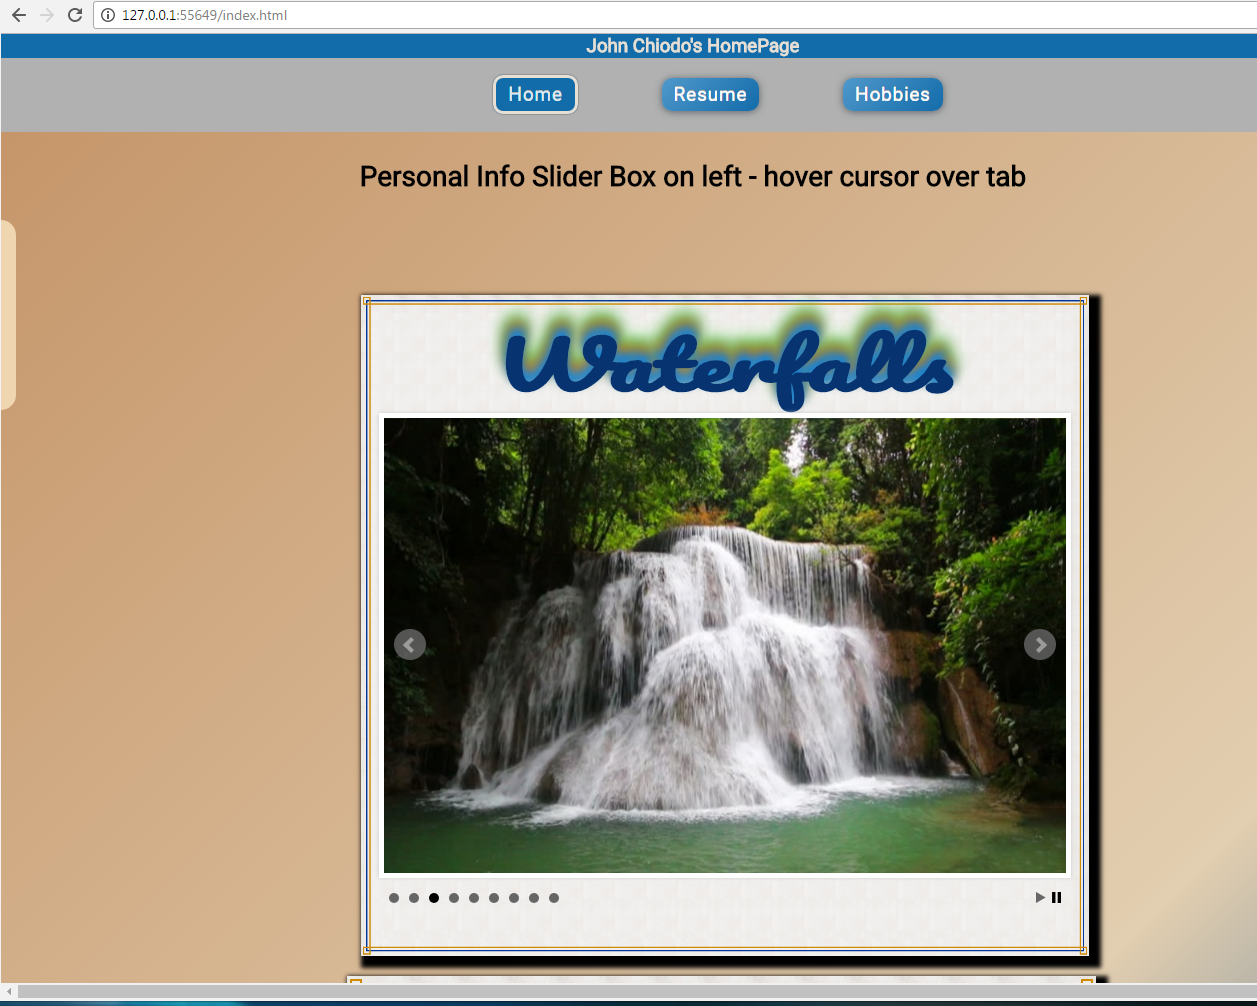 127.0.0.1:55649/index.html
John Chiodo's HomePage
Home Resume Hobbies
Personal Info Slider Box on left - hover cursor over tab
Waterfalls